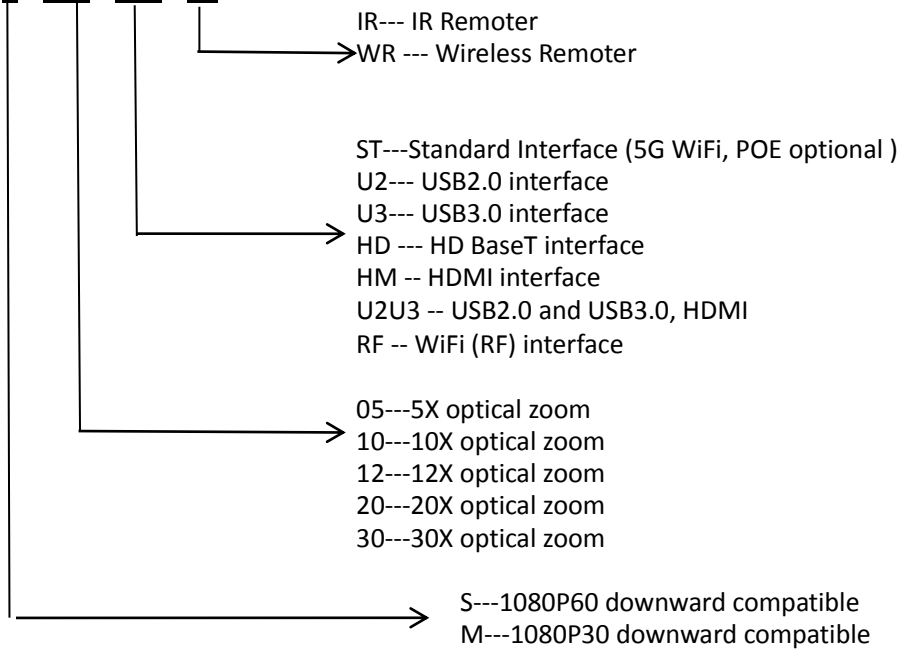 IR--- IR Remoter
WR --- Wireless Remoter
ST---Standard Interface (5G WiFi, POE optional )
U2--- USB2.0 interface
U3--- USB3.0 interface
HD --- HD BaseT interface
HM -- HDMI interface
U2U3 -- USB2.0 and USB3.0, HDMI
RF -- WiFi (RF) interface
05---5X optical zoom
10---10X optical zoom
12---12X optical zoom
20---20X optical zoom
30---30X optical zoom
S---1080P60 downward compatible
M---1080P30 downward compatible